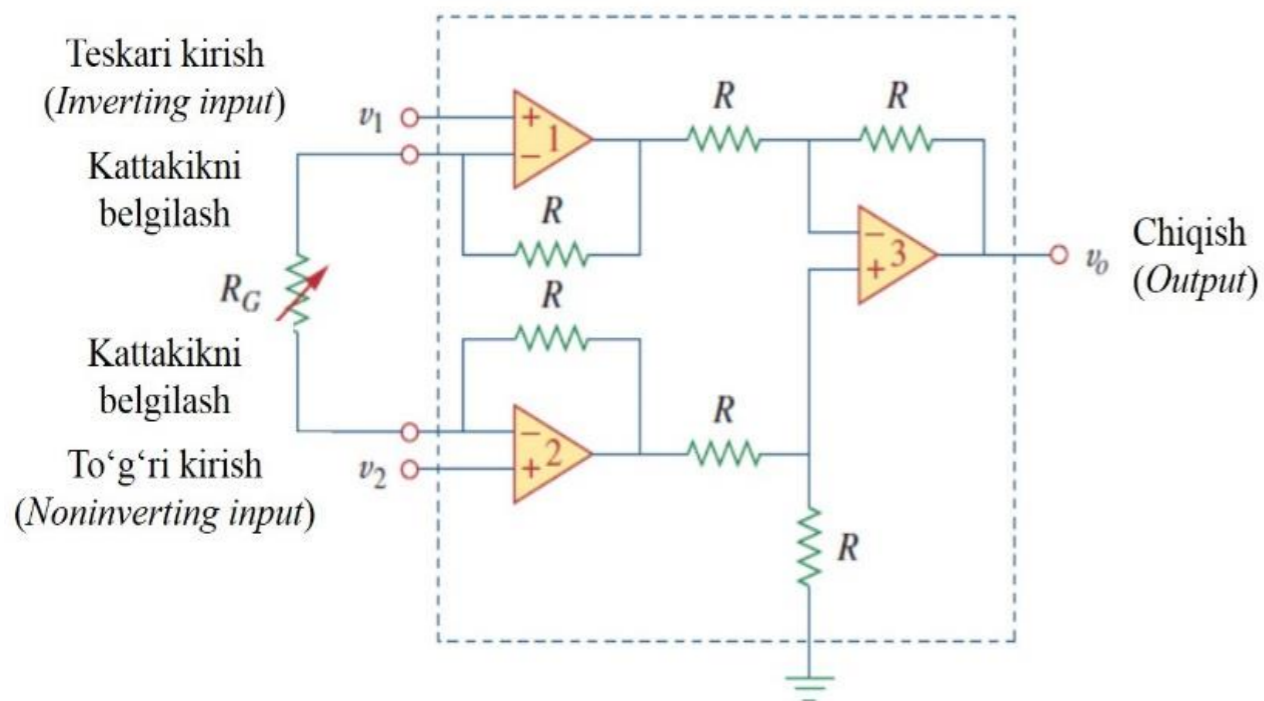 Teskari kirish
(Inverting input)
v1
Kattakikni
belgilash
RG
Kattakikni
belgilash
To‘g‘ri kirish
(Noninverting input)
v2
+
1
−
R
R
−
2
+
R
R
R
R
−
3
+
vo
Chiqish
(Output)